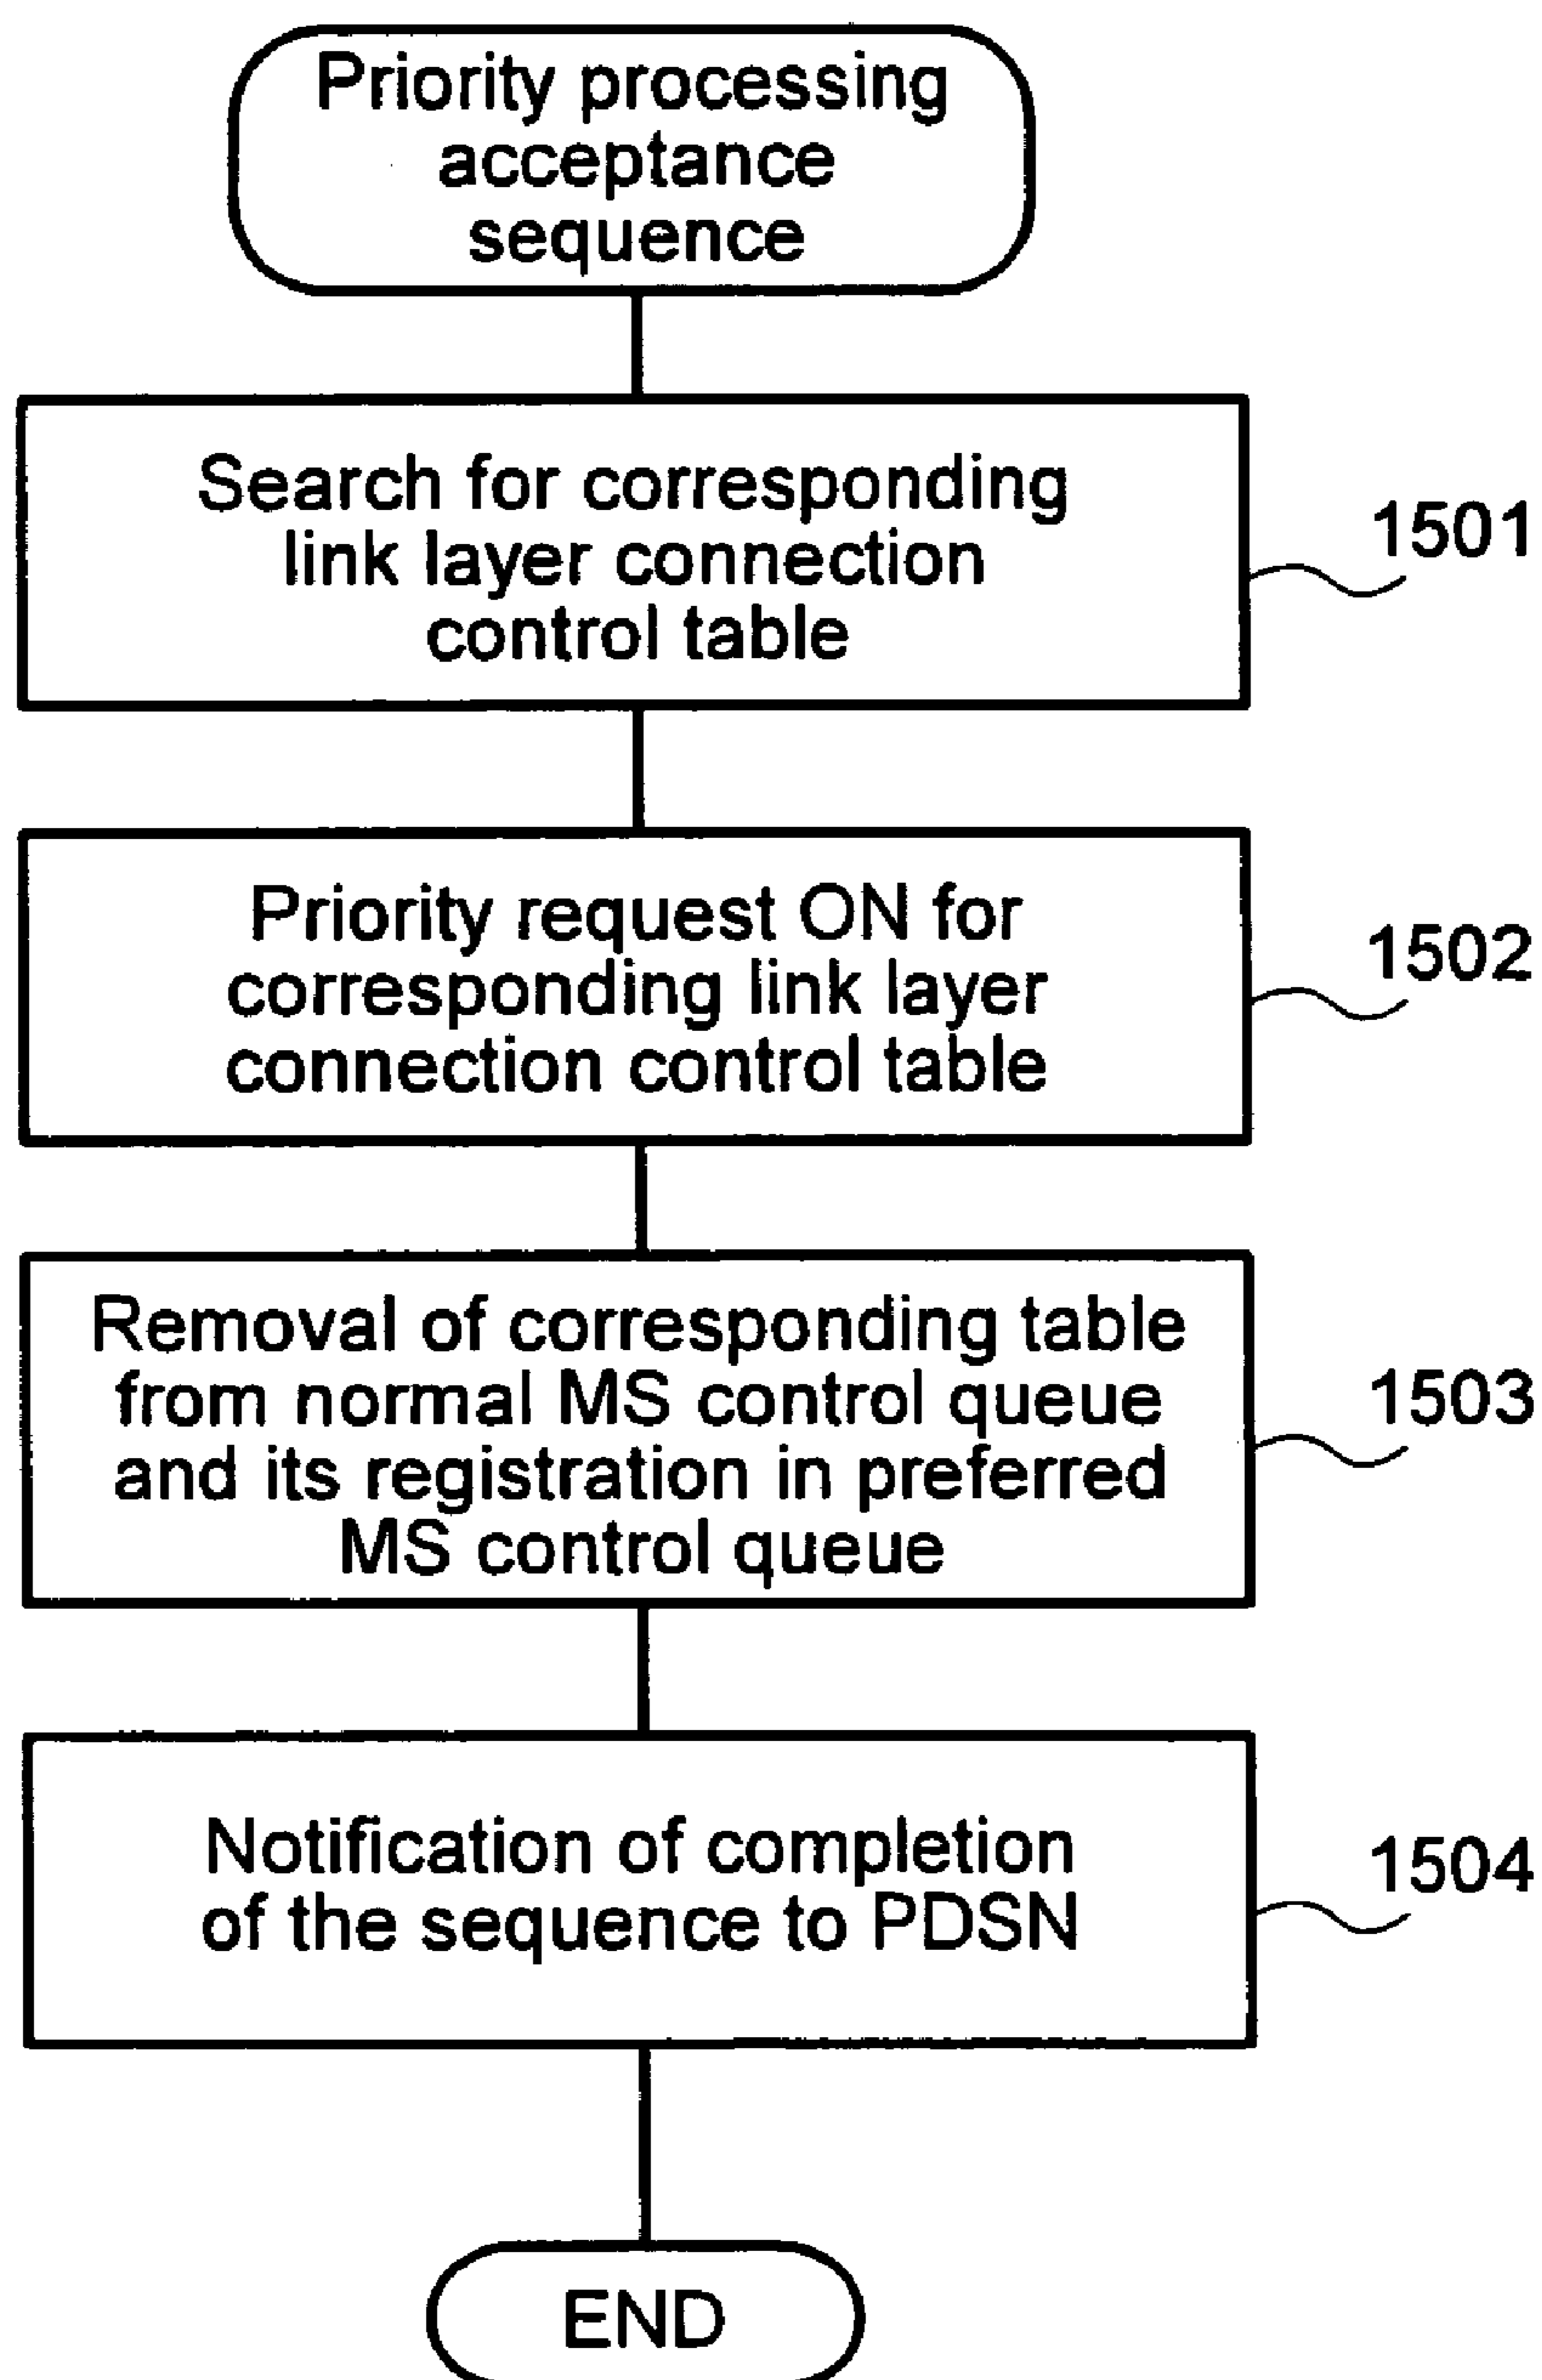 Priority processing
acceptance
sequence
Search for corresponding
link layer connection
control table
1501
Priority request ON for
corresponding link layer
connection control table
1502
Removal of corresponding table
from normal MS control queue
and its registration in preferred
MS control queue
1503
Notification of completion
of the sequence to PDSN
1504
END